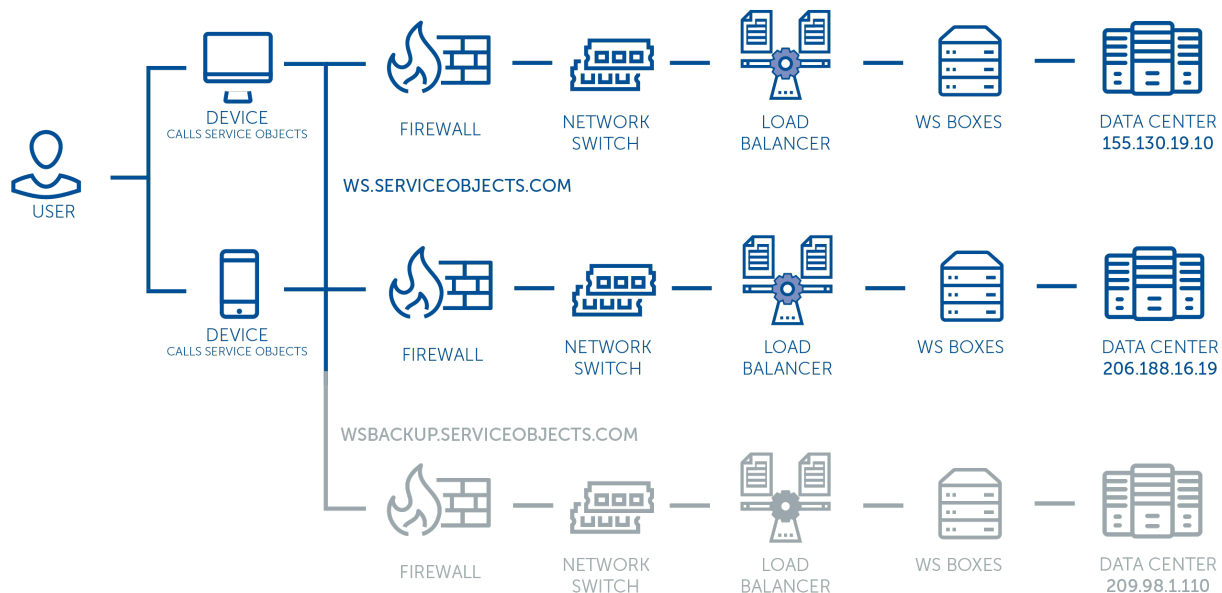 DEVICE
CALLS SERVICE OBJECTS
FIREWALL
NETWORK
SWITCH
LOAD
BALANCER
WS BOXES
DATA CENTER
155.130.19.10
WS.SERVICEOBJECTS.COM
USER
DEVICE
CALLS SERVICE OBJECTS
FIREWALL
NETWORK
SWITCH
LOAD
BALANCER
WS BOXES
DATA CENTER
206.188.16.19
WSBACKUP.SERVICEOBJECTS.COM
FIREWALL
NETWORK
SWITCH
LOAD
BALANCER
WS BOXES
DATA CENTER
209.98.1.110